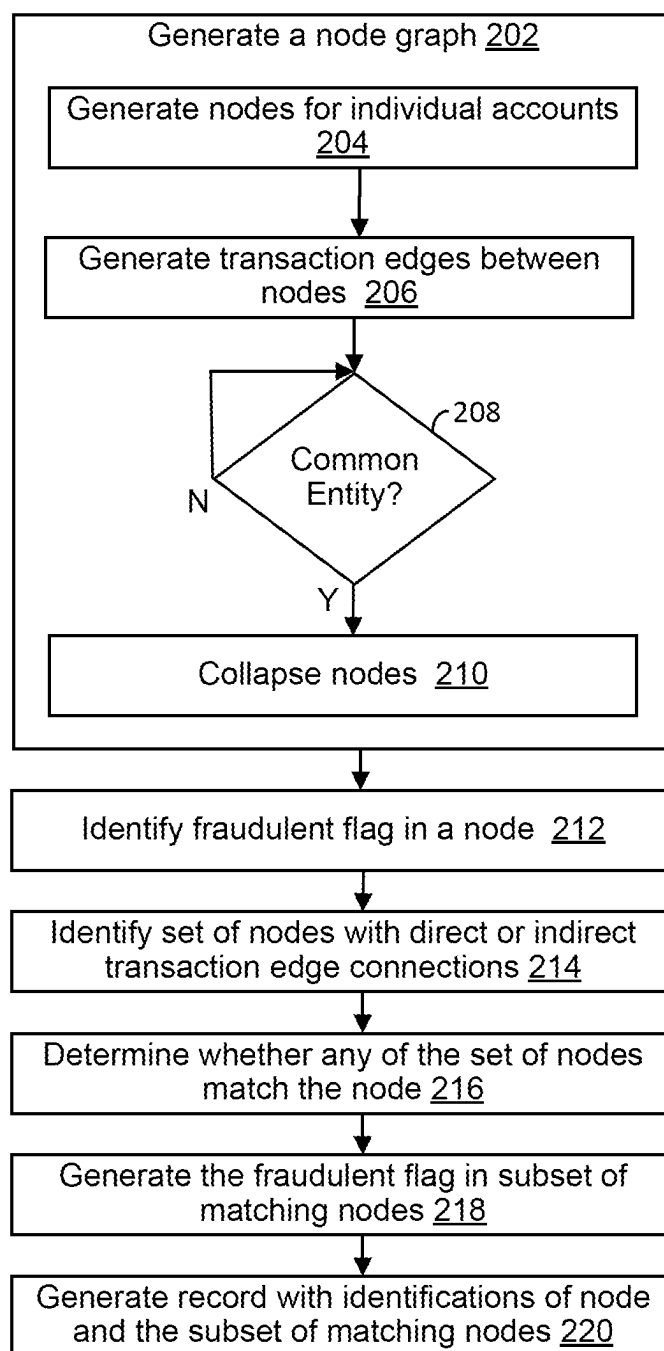 Generate a node graph 202
Generate nodes for individual accounts
204
Generate transaction edges between
nodes 206
208
Common
Entity?
N
Y
Collapse nodes 210
Identify fraudulent flag in a node 212
Identify set of nodes with direct or indirect
transaction edge connections 214
Determine whether any of the set of nodes
match the node 216
Generate the fraudulent flag in subset of
matching nodes 218
Generate record with identifications of node
and the subset of matching nodes 220